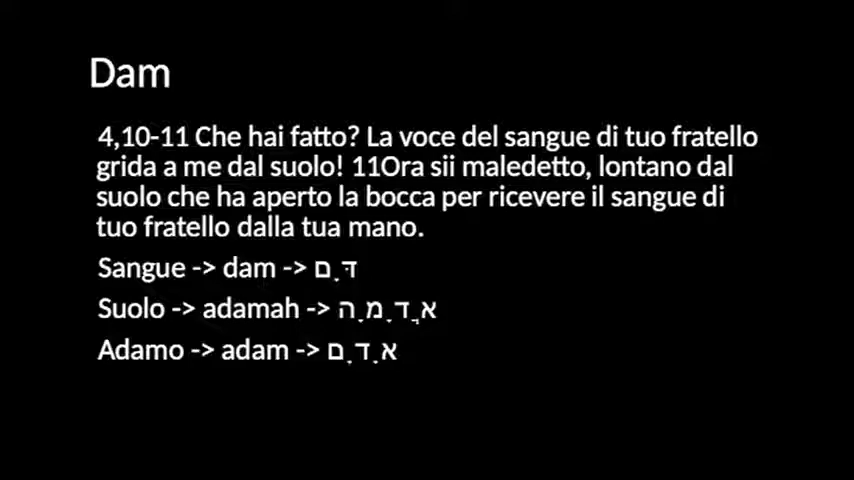 Dam
4,10-11 Che hai fatto? La voce del sangue di tuo fratello
grida a me dal suolo! 11Ora sii maledetto, lontano dal
suolo che ha aperto la bocca per ricevere il sangue di
tuo fratello dalla tua mano.
Sangue -> dam -> דָּם
Suolo -> adamah -> אֲדָמָה
Adamo -> adam -> אָדָם